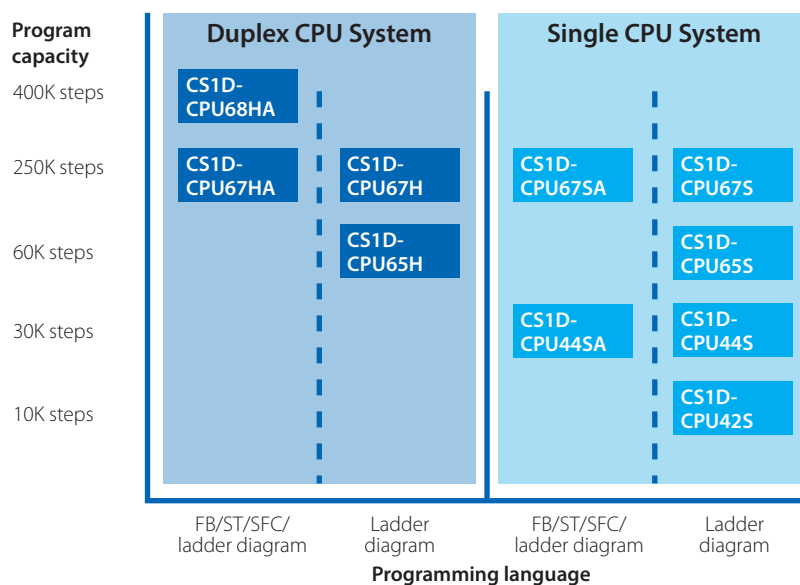 Program
capacity
Duplex CPU System
Single CPU System
400K steps
CS1D-
CPU68HA
250K steps
CS1D-
CPU67HA
CS1D-
CPU67H
CS1D-
CPU67SA
CS1D-
CPU67S
60K steps
CS1D-
CPU65H
CS1D-
CPU65S
30K steps
CS1D-
CPU44SA
CS1D-
CPU44S
10K steps
CS1D-
CPU42S
FB/ST/SFC/
ladder diagram
Ladder
diagram
FB/ST/SFC/
ladder diagram
Ladder
diagram
Programming language